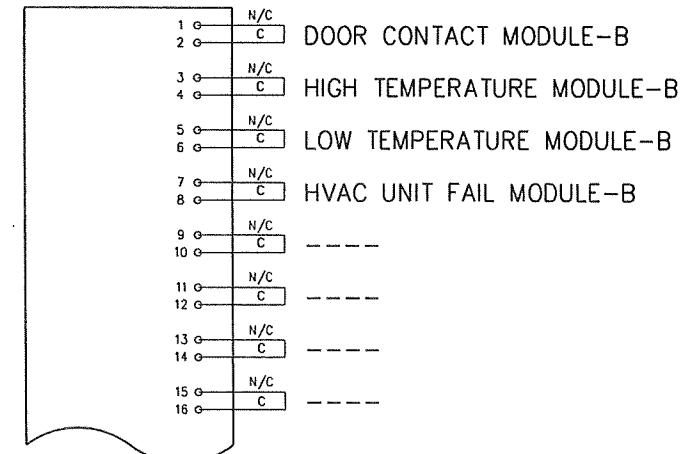 1 N/C
2 C DOOR CONTACT MODULE-B
3 N/C
4 C HIGH TEMPERATURE MODULE-B
5 N/C
6 C LOW TEMPERATURE MODULE-B
7 N/C
8 C HVAC UNIT FAIL MODULE-B
9 N/C
10 C ----
11 N/C
12 C ----
13 N/C
14 C ----
15 N/C
16 C ----